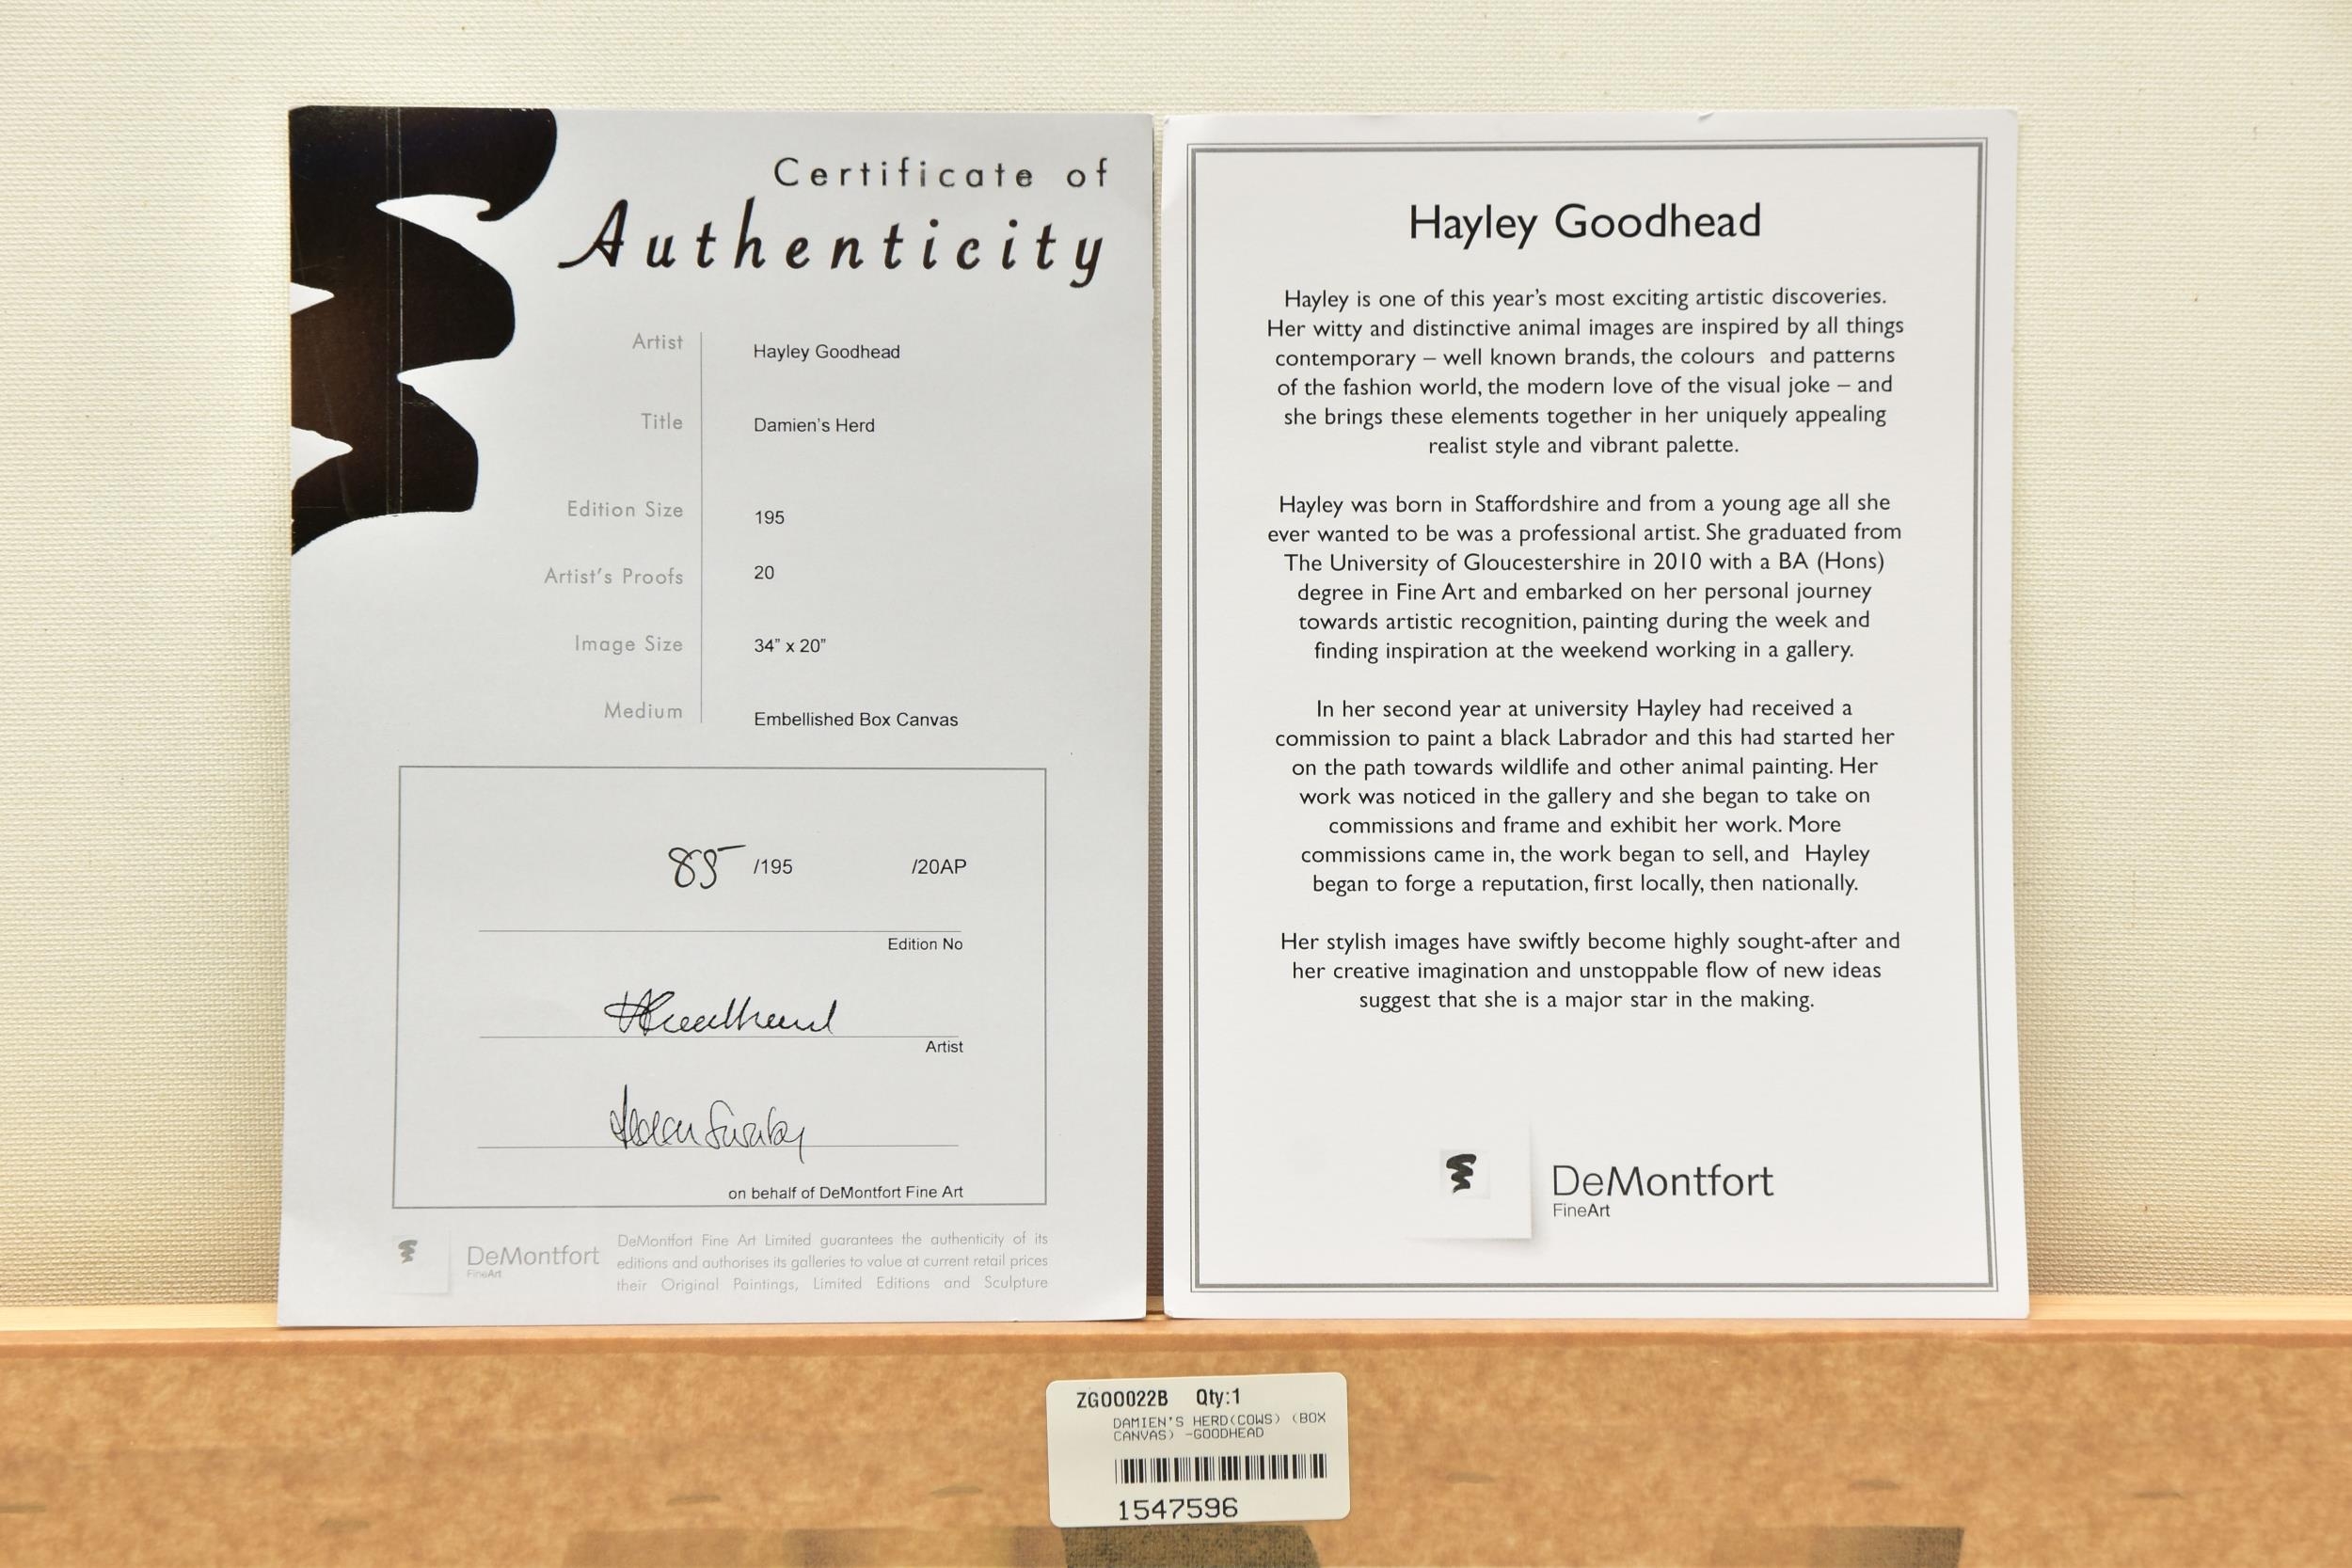 Certificate of
Authenticity
Artist Hayley Goodhead
Title Damien's Herd
Edition Size 195
Artist's Proofs 20
Image Size 34" x 20"
Medium Embellished Box Canvas
85 /195 /20AP
Edition No
Artist
on behalf of DeMontfort Fine Art
DeMontfort
FineArt
DeMontfort Fine Art Limited guarantees the authenticity of its
editions and authorises its galleries to value at current retail prices
their Original Paintings, Limited Editions and Sculpture
Hayley Goodhead
Hayley is one of this year's most exciting artistic discoveries.
Her witty and distinctive animal images are inspired by all things
contemporary – well known brands, the colours and patterns
of the fashion world, the modern love of the visual joke – and
she brings these elements together in her uniquely appealing
realist style and vibrant palette.
Hayley was born in Staffordshire and from a young age all she
ever wanted to be was a professional artist. She graduated from
The University of Gloucestershire in 2010 with a BA (Hons)
degree in Fine Art and embarked on her personal journey
towards artistic recognition, painting during the week and
finding inspiration at the weekend working in a gallery.
In her second year at university Hayley had received a
commission to paint a black Labrador and this had started her
on the path towards wildlife and other animal painting. Her
work was noticed in the gallery and she began to take on
commissions and frame and exhibit her work. More
commissions came in, the work began to sell, and Hayley
began to forge a reputation, first locally, then nationally.
Her stylish images have swiftly become highly sought-after and
her creative imagination and unstoppable flow of new ideas
suggest that she is a major star in the making.
DeMontfort
FineArt
ZG00022B Qty:1
DAMIEN'S HERD(COWS) (BOX
CANVAS) -GOODHEAD
1547596